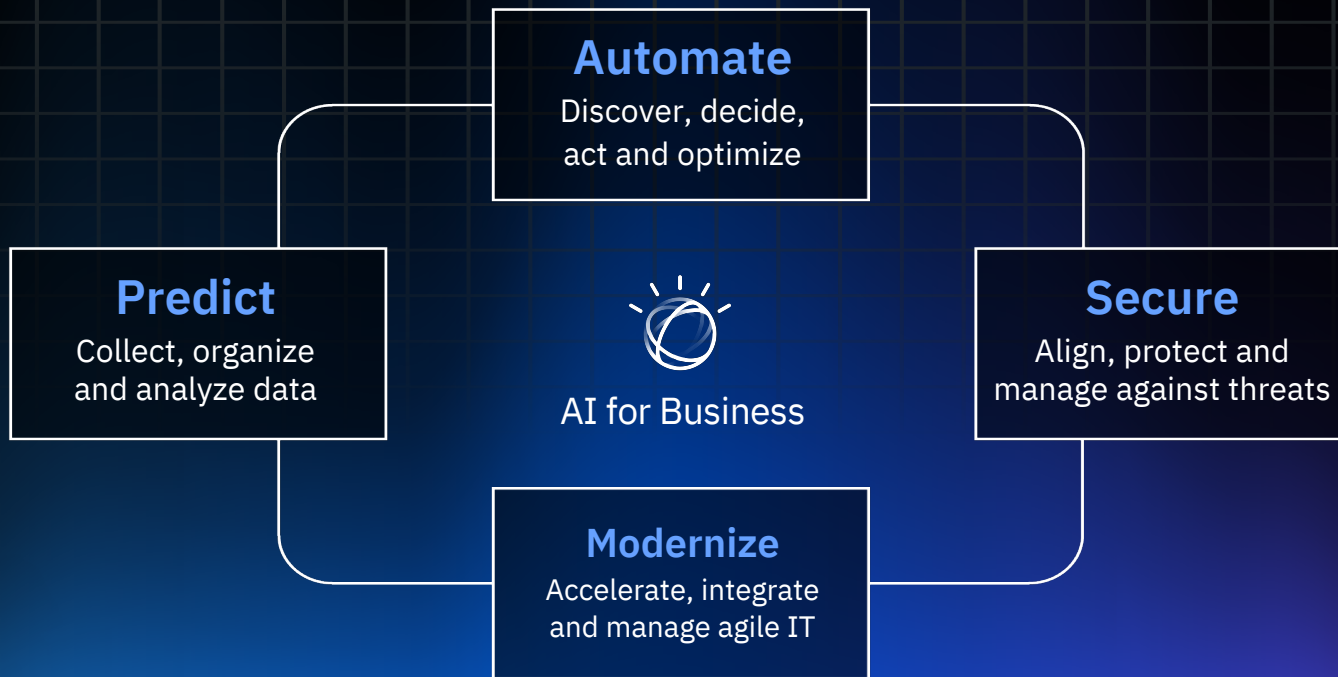 Automate
Discover, decide,
act and optimize
Predict
Collect, organize
and analyze data
AI for Business
Secure
Align, protect and
manage against threats
Modernize
Accelerate, integrate
and manage agile IT